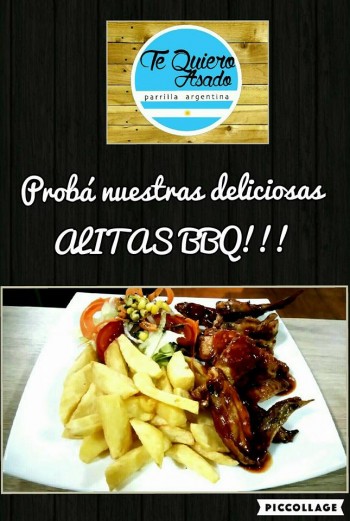 Te Quiero
Asado
parrilla argentina
Probá nuestras deliciosas
ALITAS BBQ!!!
PICCOLLAGE